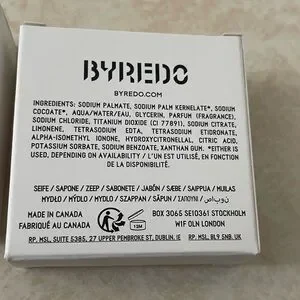 BYREDO
BYREDO.COM
INGREDIENTS: SODIUM PALMATE, SODIUM PALM KERNELATE*, SODIUM
COCOATE*, AQUA/WATER/EAU, GLYCERIN, PARFUM (FRAGRANCE),
SODIUM CHLORIDE, TITANIUM DIOXIDE (CI 77891), SODIUM CITRATE,
LIMONENE, TETRASODIUM EDTA, TETRASODIUM ETIDRONATE,
ALPHA-ISOMETHYL IONONE, HYDROXYCITRONELLAL, CITRIC ACID,
POTASSIUM SORBATE, SODIUM BENZOATE, XANTHAN GUM. *EITHER IS
USED, DEPENDING ON AVAILABILITY / L'UN EST UTILISÉ, EN FONCTION
DE LA DISPONIBILITÉ.
SEIFE / SAPONE / ZEEP / SABONETE / JABÓN / SÆBE / SAIPPUA / MUILAS
MYDŁO / MÝDLO / MYDLO / SZAPPAN / SĂPUN / ΣΑΠΟΥΝΙ / صابون
MADE IN CANADA
FABRIQUÉ AU CANADA
12M
BOX 3065 SE10361 STOCKHOLM
W1F 0LN LONDON
RP. MSL, SUITE 5385, 27 UPPER PEMBROKE ST, DUBLIN, IE
RP. MSL, BL9 5NB, UK